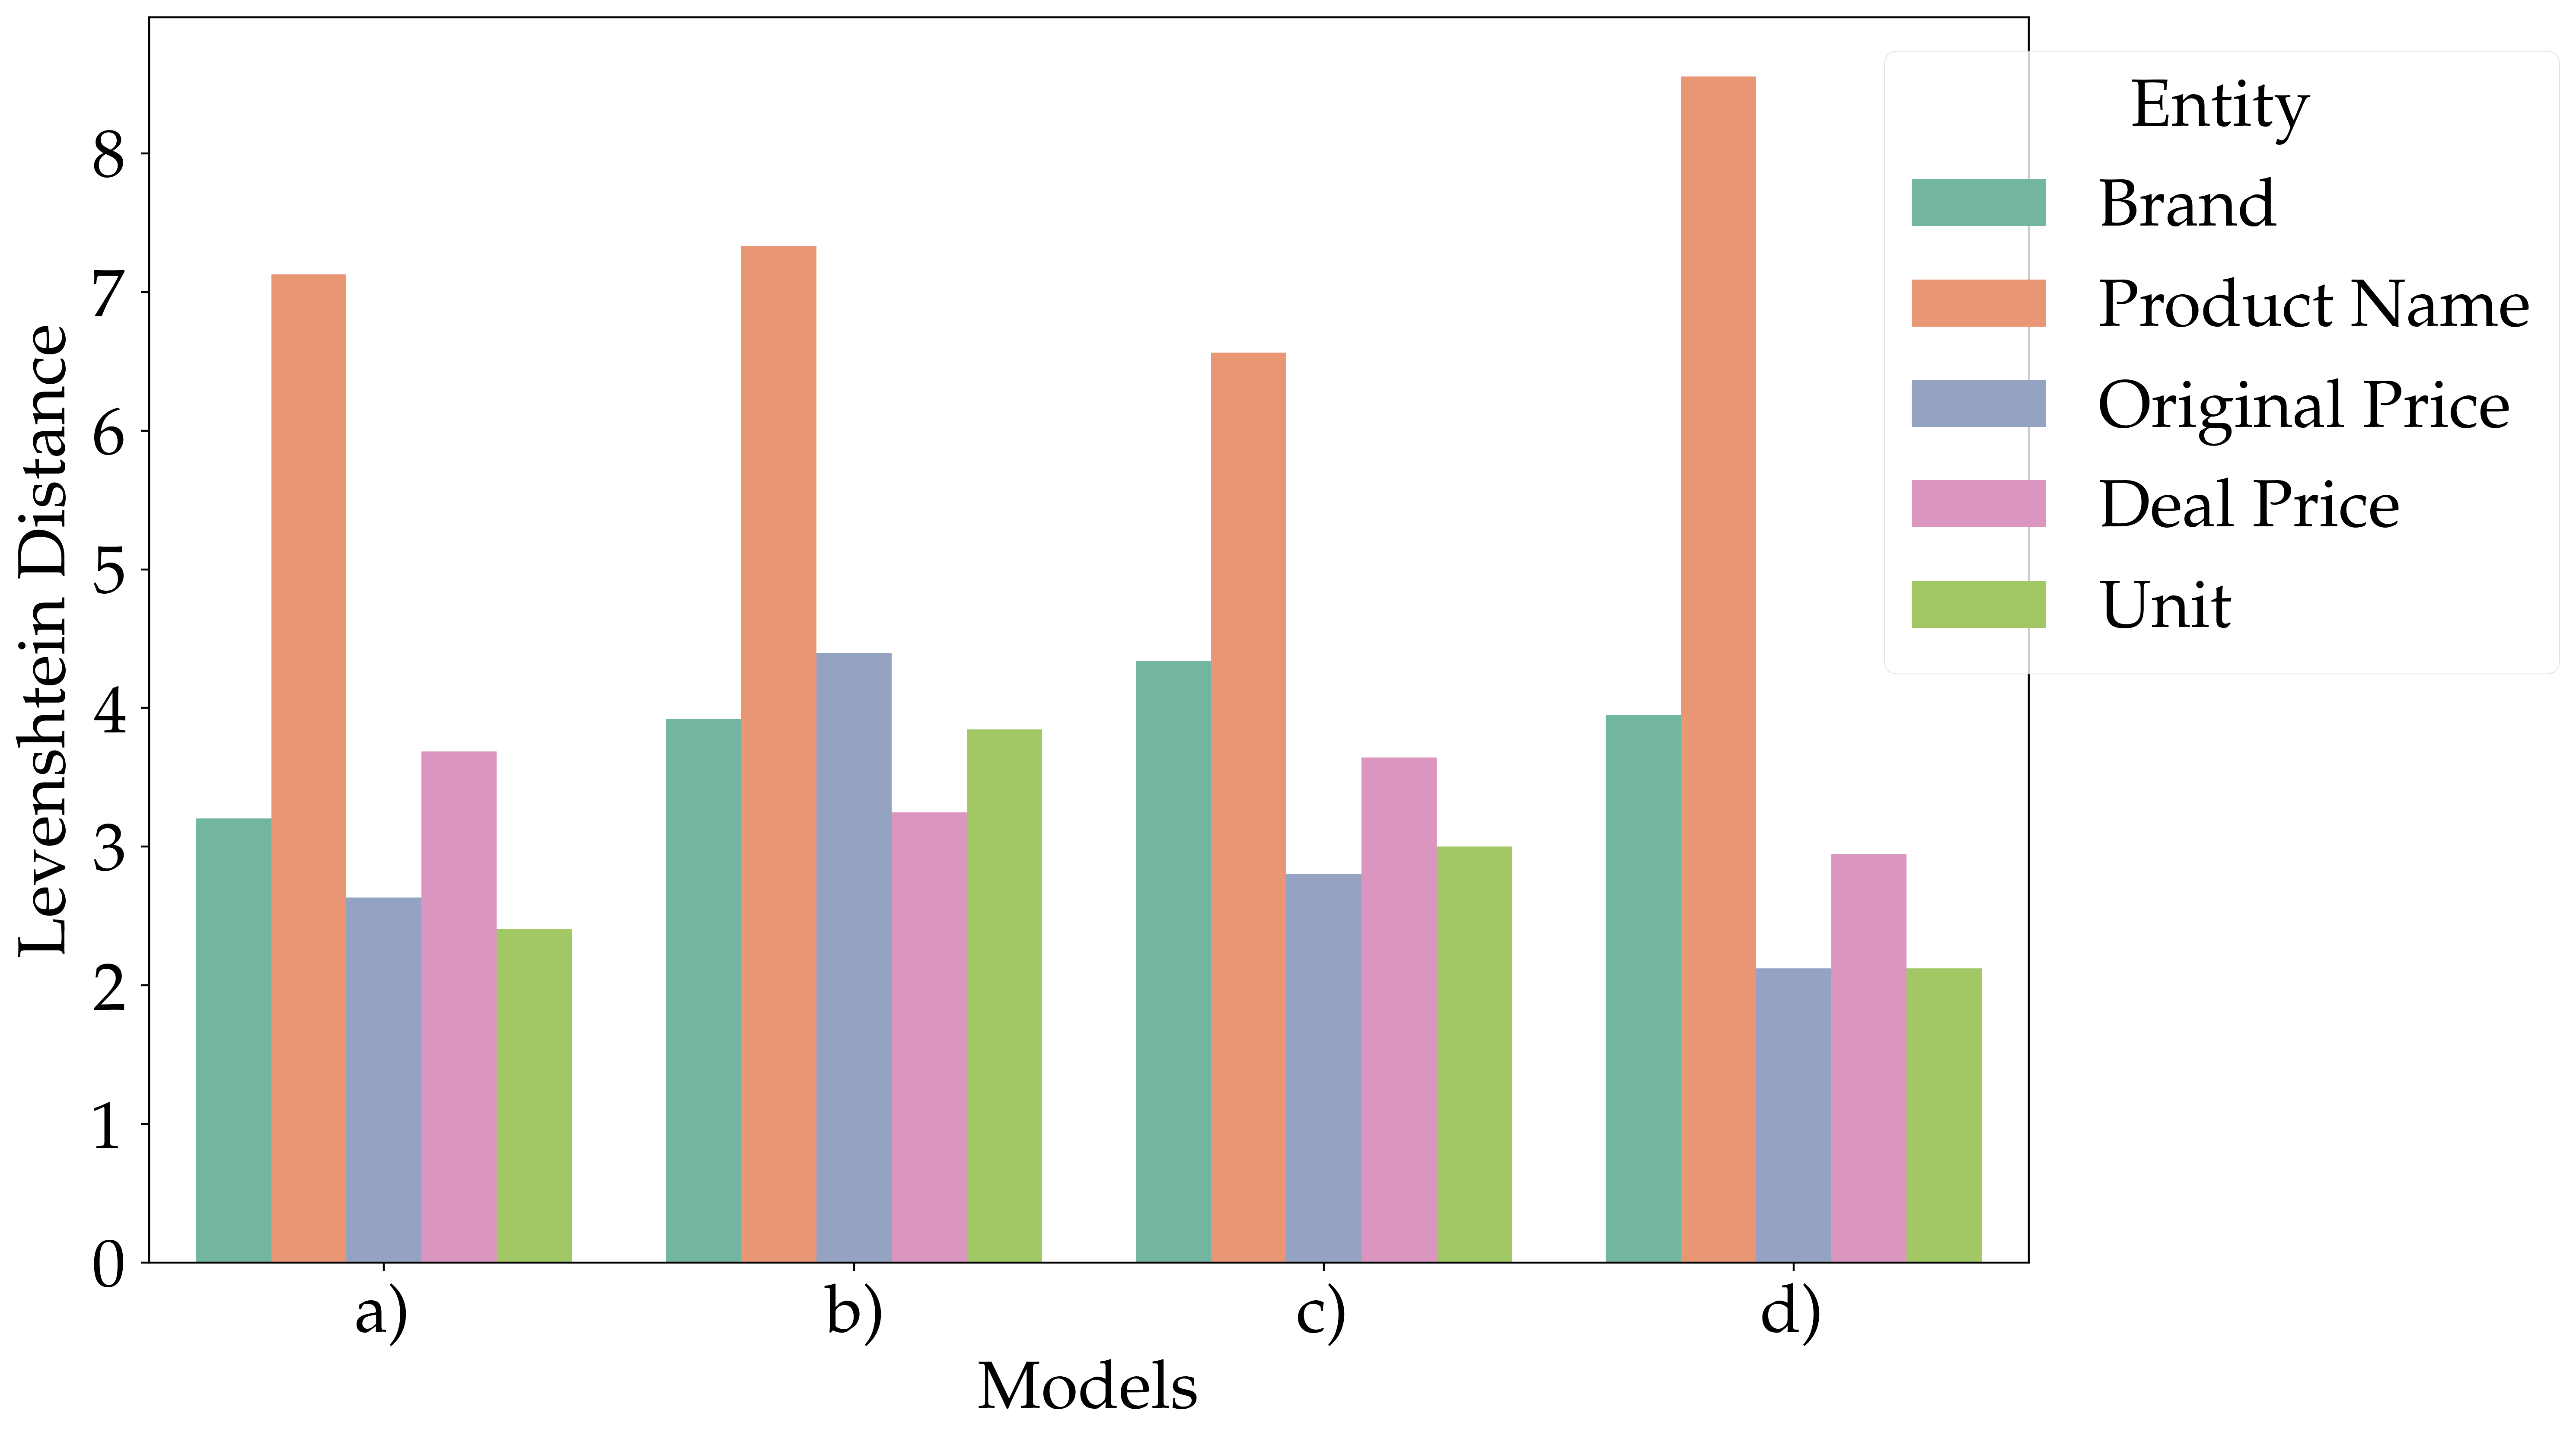 Levenshtein Distance
8
7
6
5
4
3
2
1
0
a)
b)
c)
d)
Models
Entity
Brand
Product Name
Original Price
Deal Price
Unit